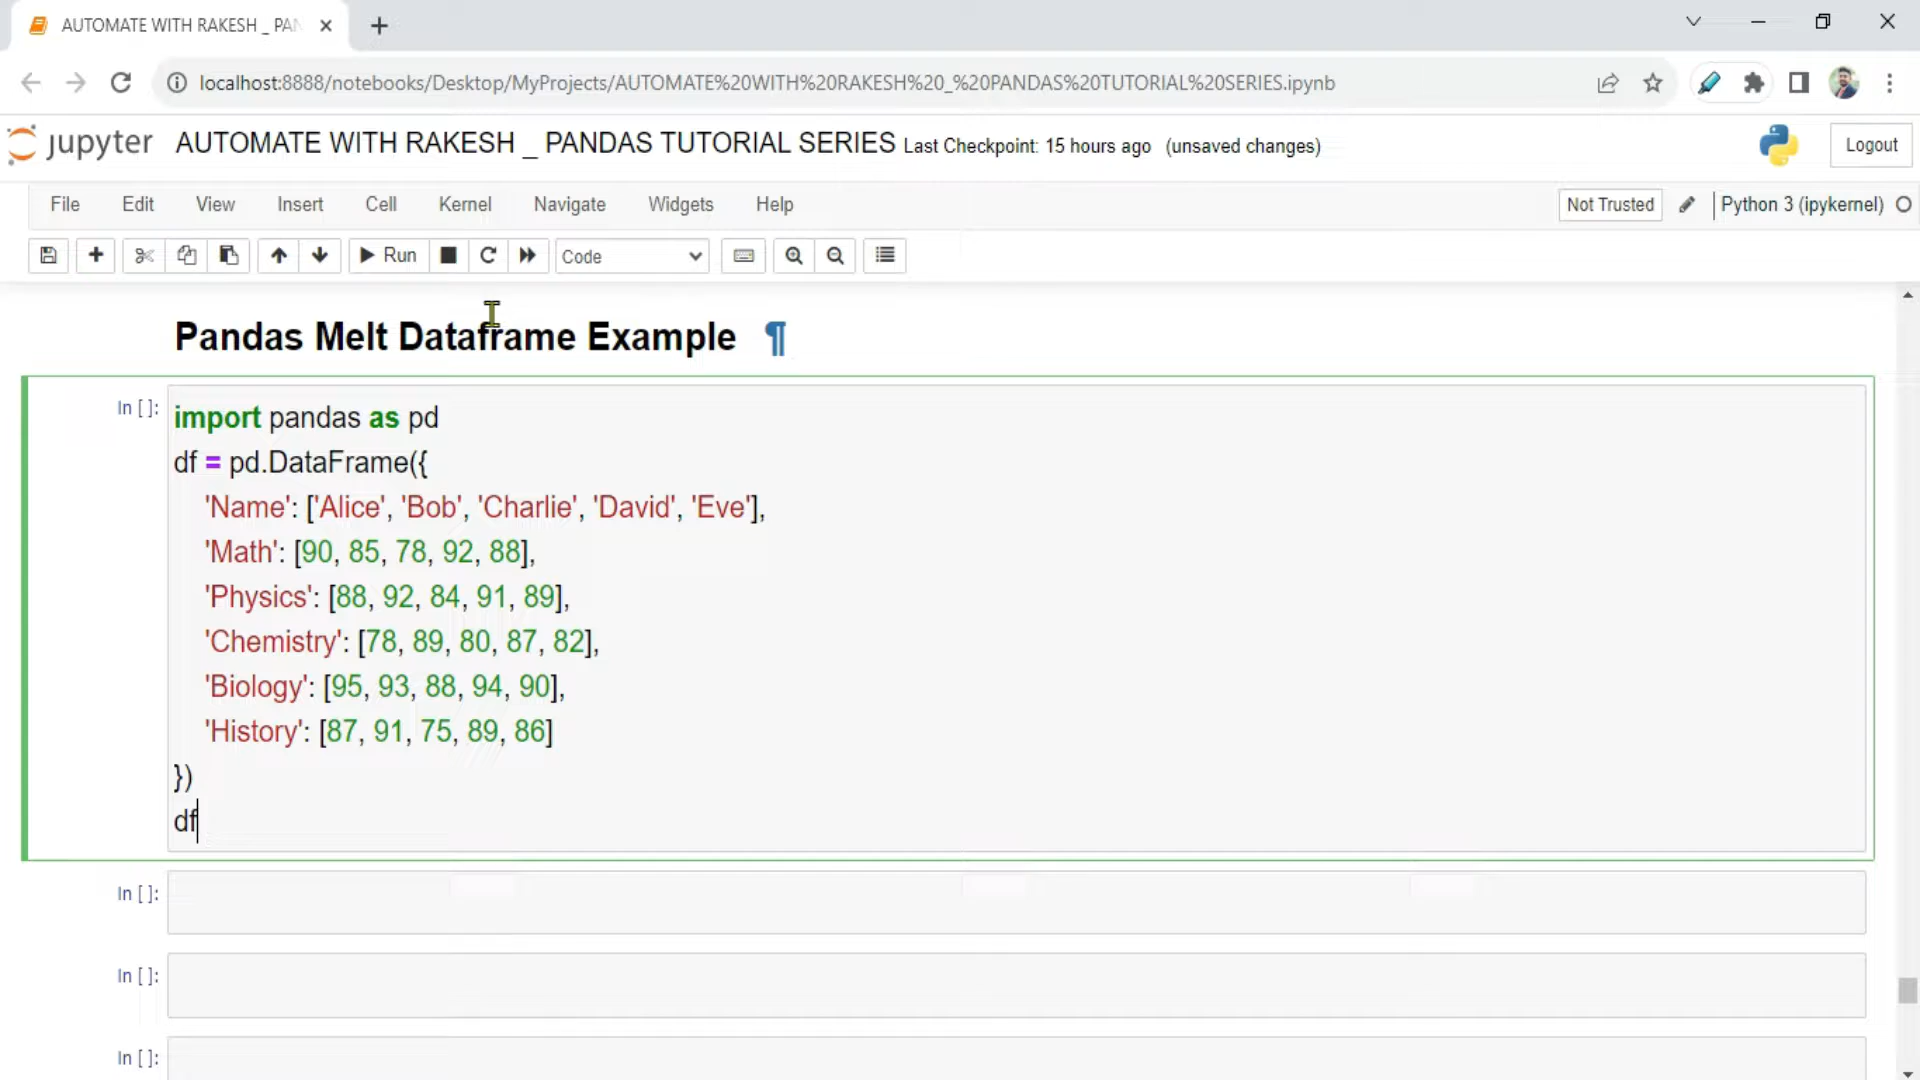 AUTOMATE WITH RAKESH _ PAN
localhost:8888/notebooks/Desktop/MyProjects/AUTOMATE%20WITH%20RAKESH%20_%20PANDAS%20TUTORIAL%20SERIES.ipynb
jupyter AUTOMATE WITH RAKESH _ PANDAS TUTORIAL SERIES Last Checkpoint: 15 hours ago (unsaved changes) Logout
File Edit View Insert Cell Kernel Navigate Widgets Help Not Trusted Python 3 (ipykernel)
Run Code
Pandas Melt Dataframe Example ¶
In [ ]: import pandas as pd
df = pd.DataFrame({
'Name': ['Alice', 'Bob', 'Charlie', 'David', 'Eve'],
'Math': [90, 85, 78, 92, 88],
'Physics': [88, 92, 84, 91, 89],
'Chemistry': [78, 89, 80, 87, 82],
'Biology': [95, 93, 88, 94, 90],
'History': [87, 91, 75, 89, 86]
})
df
In [ ]:
In [ ]:
In [ ]: